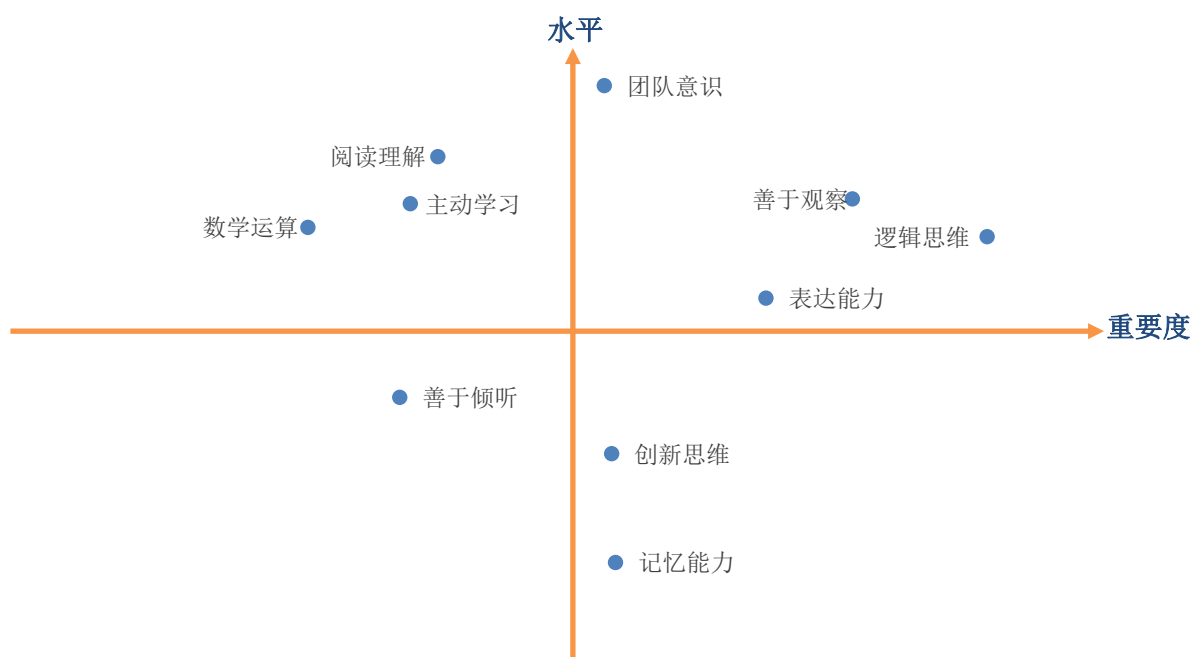 水平
团队意识
阅读理解
主动学习
善于观察
数学运算
逻辑思维
表达能力
重要度
善于倾听
创新思维
记忆能力